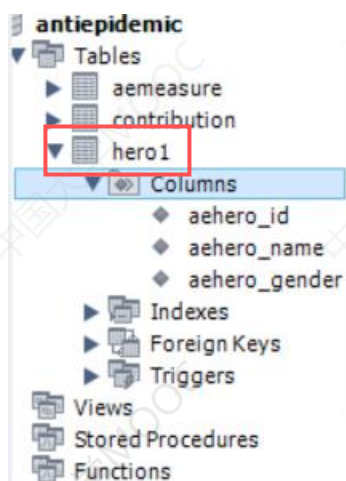 antiepidemic
Tables
aemeasure
contribution
hero1
Columns
aehero_id
aehero_name
aehero_gender
Indexes
Foreign Keys
Triggers
Views
Stored Procedures
Functions